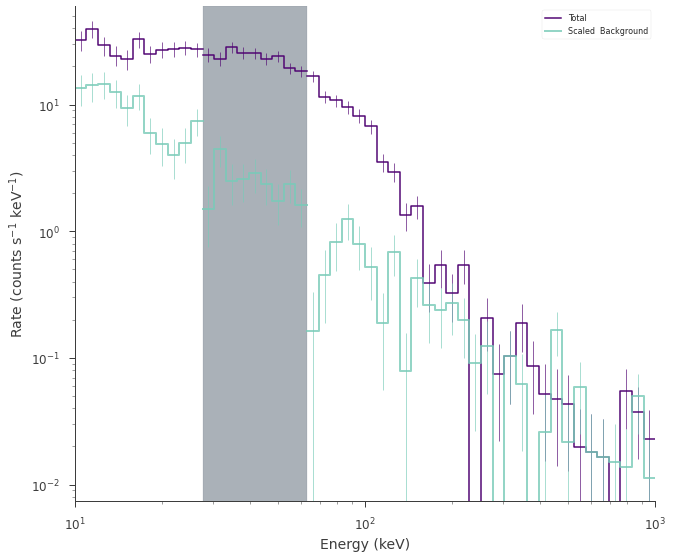 Total
Scaled Background
10¹
10⁰
10⁻¹
10⁻²
Rate (counts s⁻¹ keV⁻¹)
10¹
10²
10³
Energy (keV)